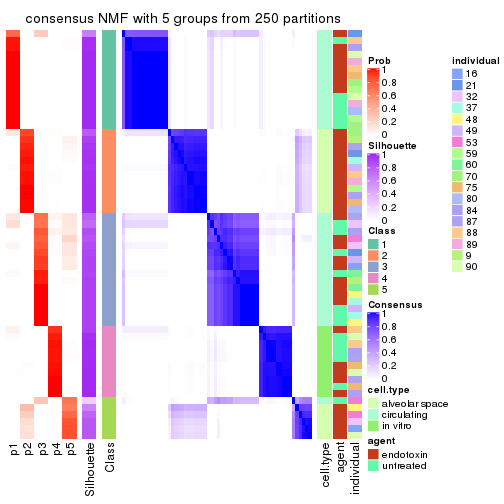 consensus NMF with 5 groups from 250 partitions
Prob
1
0.8
0.6
0.4
0.2
0
Silhouette
1
0.8
0.6
0.4
0.2
0
Class
1
2
3
4
5
Consensus
1
0.8
0.6
0.4
0.2
0
cell.type
alveolar space
circulating
in vitro
agent
endotoxin
untreated
individual
16
21
32
37
48
49
53
59
60
70
75
80
84
87
88
89
9
90
p1
p2
p3
p4
p5
Silhouette
Class
cell.type
agent
individual